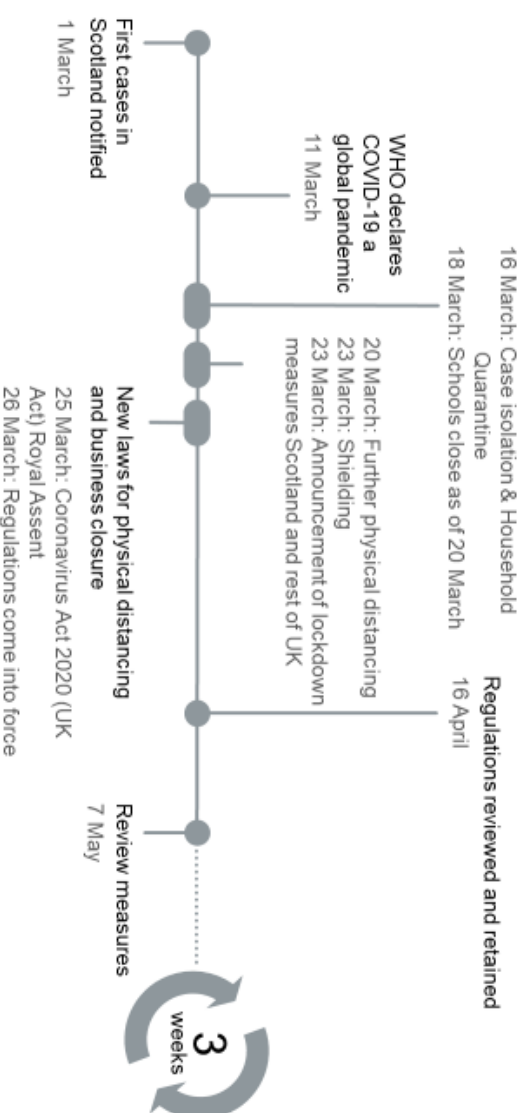 First cases in
Scotland notified
1 March
WHO declares
COVID-19 a
global pandemic
11 March
16 March: Case isolation & Household
Quarantine
18 March: Schools close as of 20 March
20 March: Further physical distancing
23 March: Shielding
23 March: Announcement of lockdown
measures Scotland and rest of UK
New laws for physical distancing
and business closure
25 March: Coronavirus Act 2020 (UK
Act) Royal Assent
26 March: Regulations come into force
Regulations reviewed and retained
16 April
Review measures
7 May
3
weeks